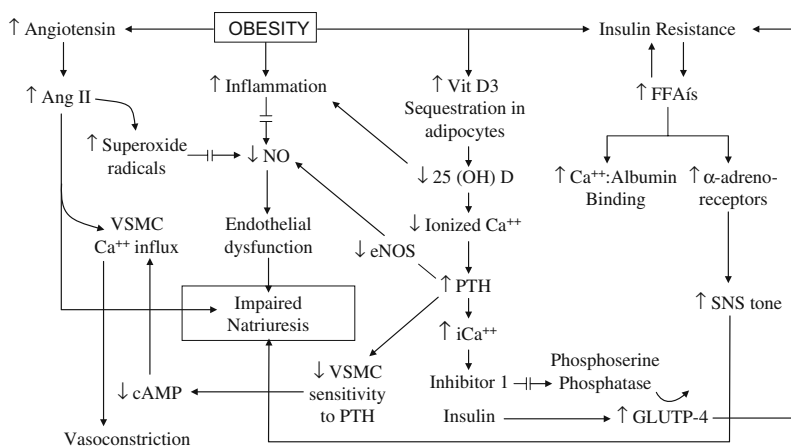 ↑ Angiotensin
OBESITY
Insulin Resistance
↑ Ang II
↑ Inflammation
↑ Vit D3
Sequestration in
adipocytes
↑ FFAís
↑ Superoxide
radicals
↓ NO
↓ 25 (OH) D
↑ Ca⁺⁺:Albumin
Binding
↑ α-adreno-
receptors
VSMC
Ca⁺⁺ influx
Endothelial
dysfunction
↓ eNOS
↓ Ionized Ca⁺⁺
↑ PTH
Impaired
Natriuresis
↑ SNS tone
↑ iCa⁺⁺
↓ cAMP
↓ VSMC
sensitivity
to PTH
Inhibitor 1
Phosphoserine
Phosphatase
Insulin
↑ GLUTP-4
Vasoconstriction